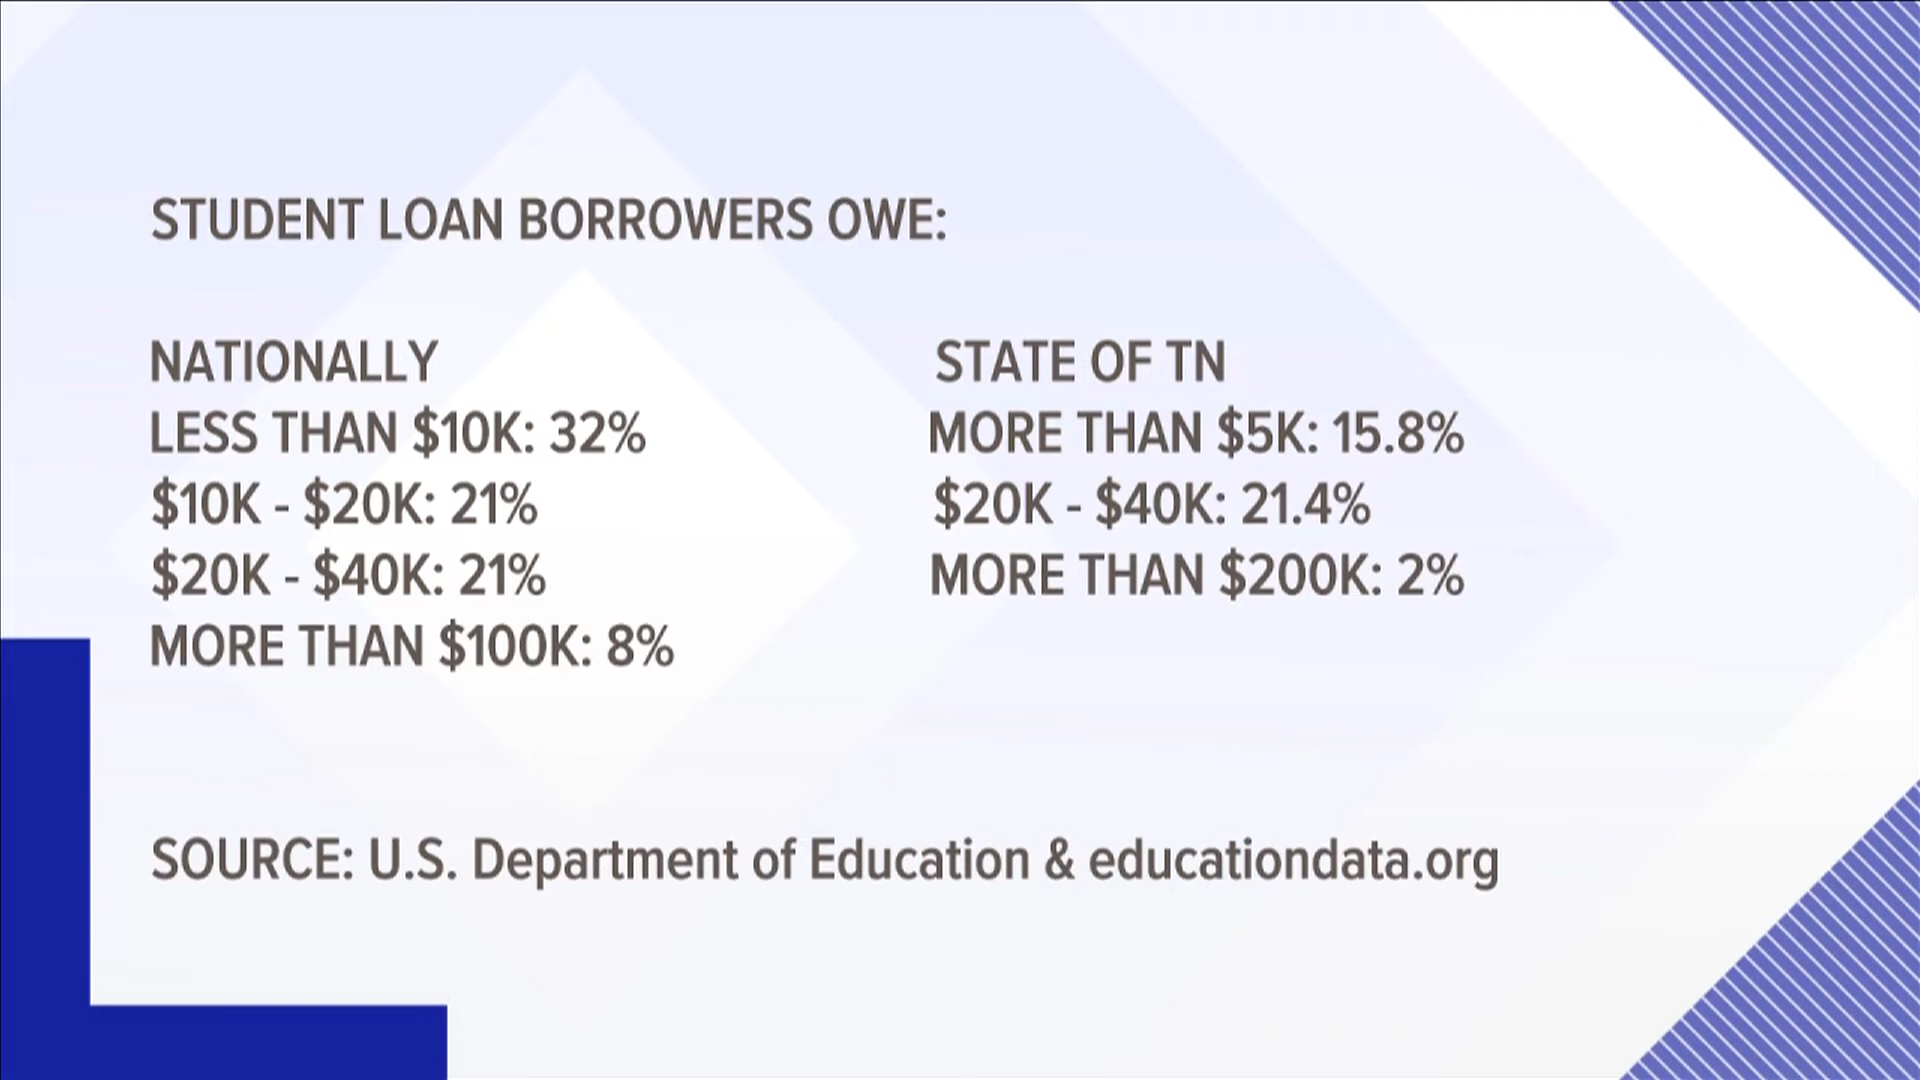 STUDENT LOAN BORROWERS OWE:
NATIONALLY
LESS THAN $10K: 32%
$10K - $20K: 21%
$20K - $40K: 21%
MORE THAN $100K: 8%
STATE OF TN
MORE THAN $5K: 15.8%
$20K - $40K: 21.4%
MORE THAN $200K: 2%
SOURCE: U.S. Department of Education & educationdata.org